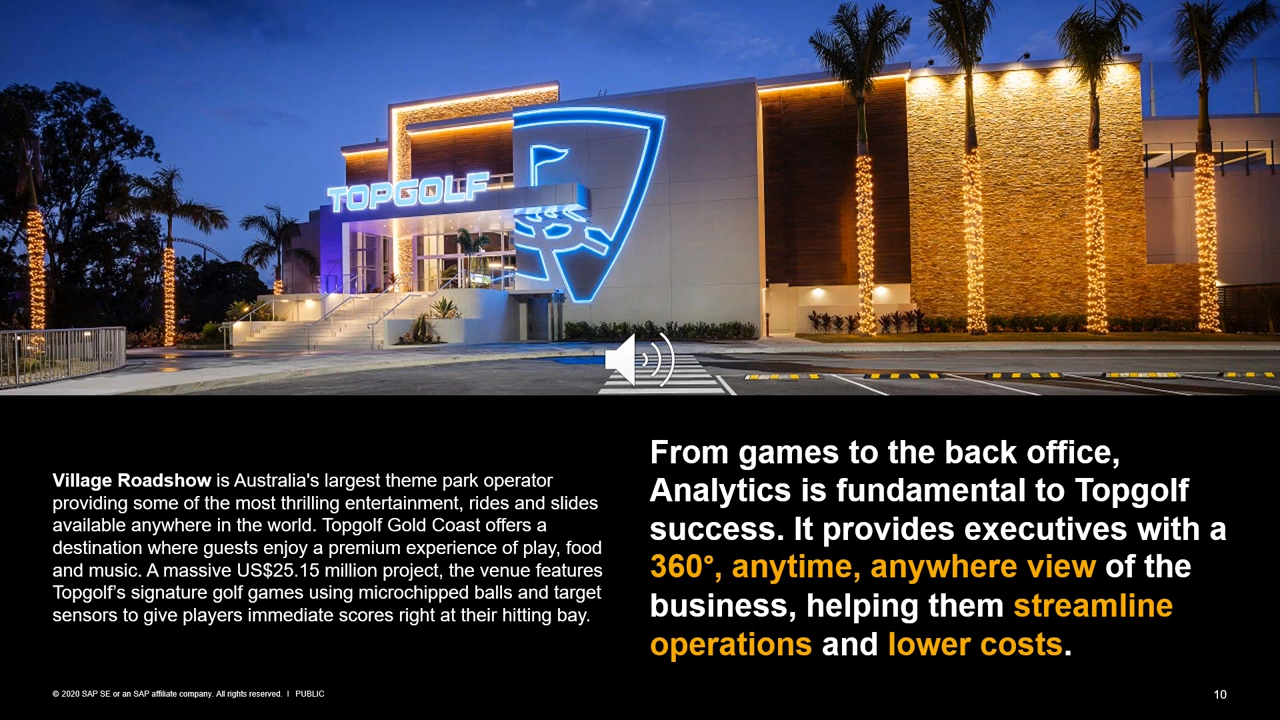 TOPGOLF
Village Roadshow is Australia's largest theme park operator
providing some of the most thrilling entertainment, rides and slides
available anywhere in the world. Topgolf Gold Coast offers a
destination where guests enjoy a premium experience of play, food
and music. A massive US$25.15 million project, the venue features
Topgolf’s signature golf games using microchipped balls and target
sensors to give players immediate scores right at their hitting bay.
From games to the back office,
Analytics is fundamental to Topgolf
success. It provides executives with a
360°, anytime, anywhere view of the
business, helping them streamline
operations and lower costs.
© 2020 SAP SE or an SAP affiliate company. All rights reserved. I PUBLIC
10